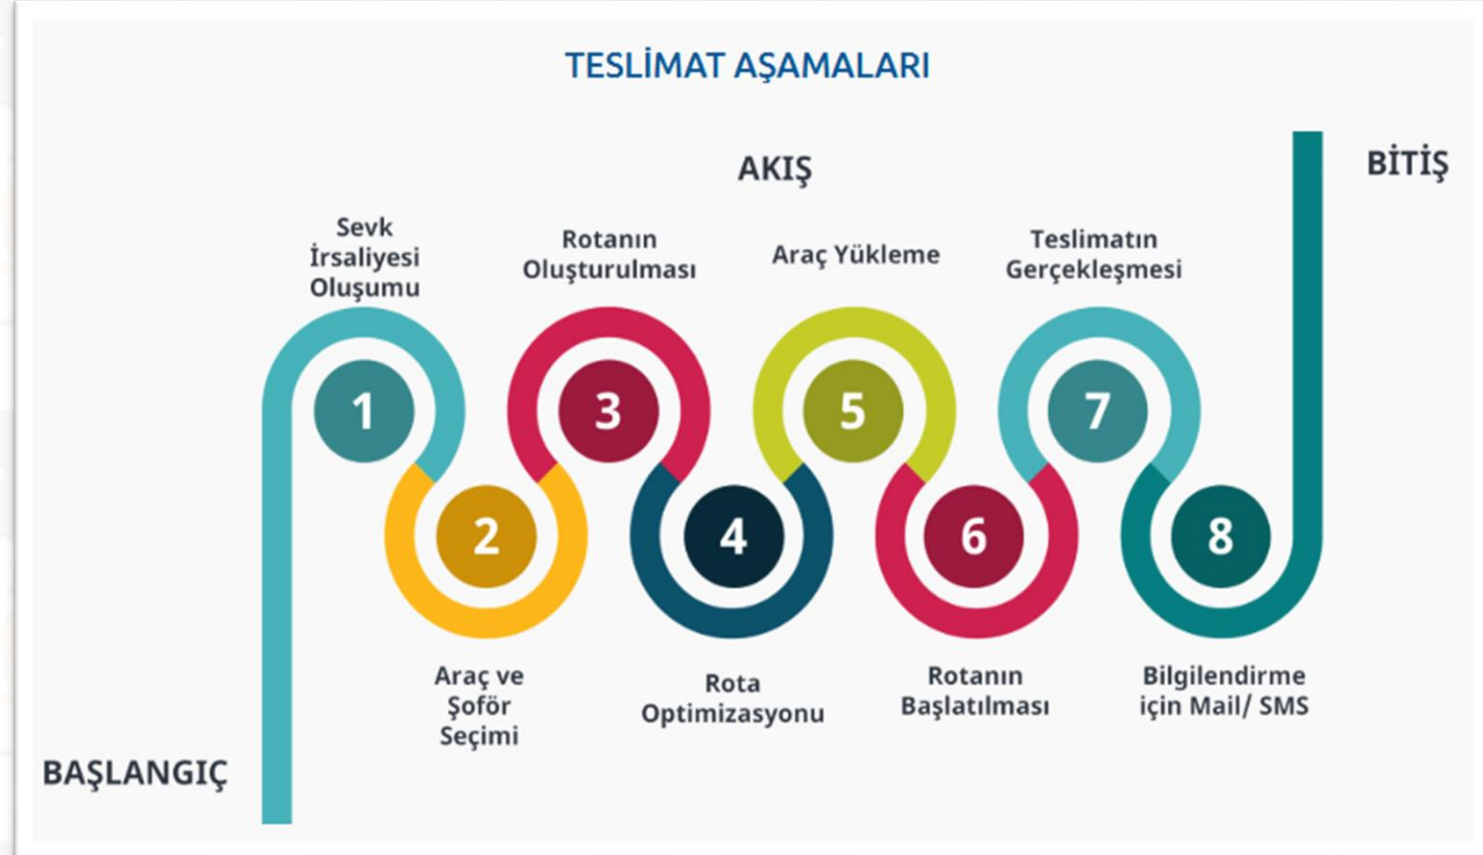 TESLİMAT AŞAMALARI
AKIŞ
BİTİŞ
Sevk
İrsaliyesi
Oluşumu
Rotanın
Oluşturulması
Araç Yükleme
Teslimatın
Gerçekleşmesi
1
3
5
7
2
4
6
8
Araç ve
Şoför
Seçimi
Rota
Optimizasyonu
Rotanın
Başlatılması
Bilgilendirme
için Mail/ SMS
BAŞLANGIÇ